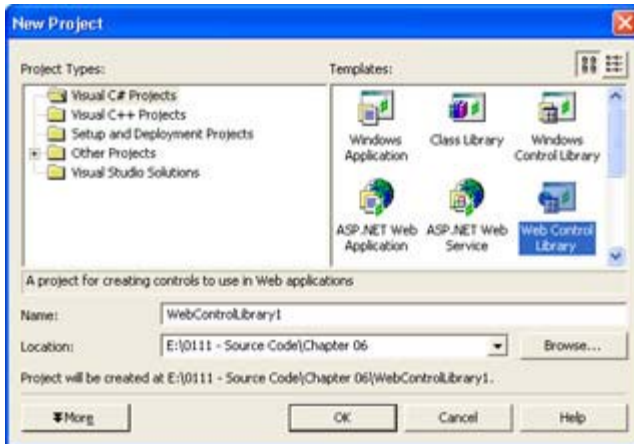 New Project
Project Types:
Templates:
Visual C# Projects
Visual C++ Projects
Setup and Deployment Projects
Other Projects
Visual Studio Solutions
Windows Application
Class Library
Windows Control Library
ASP.NET Web Application
ASP.NET Web Service
Web Control Library
A project for creating controls to use in Web applications
Name:
WebControlLibrary1
Location:
E:\0111 - Source Code\Chapter 06
Browse...
Project will be created at E:\0111 - Source Code\Chapter 06\WebControlLibrary1.
More
OK
Cancel
Help